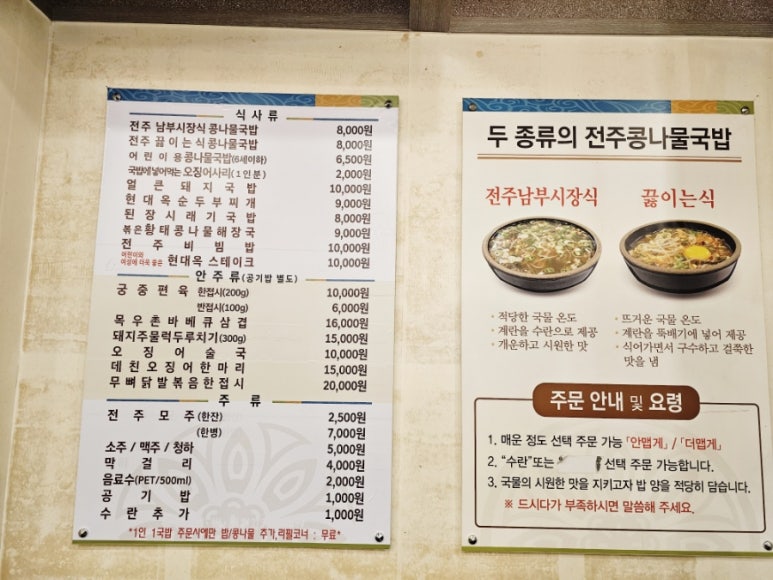 식 사 류
전주 남부시장식 콩나물국밥 8,000원
전주 끓이는식 콩나물국밥 8,000원
어린이용 콩나물국밥(6세이하) 6,500원
국밥에넣어먹는 오징어사리(1인분) 2,000원
얼큰돼지국밥 10,000원
현대옥순두부찌개 9,000원
된장시래기국밥 8,000원
볶은황태콩나물해장국 9,000원
전주비빔밥 10,000원
어린이와
여성에 더욱 좋은 현대옥 스테이크 10,000원
안주류(공기밥 별도)
궁중편육 한접시(200g) 10,000원
반접시(100g) 6,000원
목우촌바베큐삼겹 16,000원
돼지주물럭두루치기(300g) 15,000원
오징어술국 10,000원
데친오징어한마리 15,000원
무뼈닭발볶음한접시 20,000원
주 류
전주모주(한잔) 2,500원
(한병) 7,000원
소주 / 맥주 / 청하 5,000원
막걸리 4,000원
음료수(PET/500ml) 2,000원
공기밥 1,000원
수란추가 1,000원
*1인 1국밥 주문시에만 밥/콩나물 추가,리필코너 : 무료*
두 종류의 전주콩나물국밥
전주남부시장식 끓이는식
· 적당한 국물 온도
· 계란을 수란으로 제공
· 개운하고 시원한 맛
· 뜨거운 국물 온도
· 계란을 뚝배기에 넣어 제공
· 식어가면서 구수하고 걸쭉한
맛을 냄
주문 안내 및 요령
1. 매운 정도 선택 주문 가능 「안맵게」/「더맵게」
2. "수란"또는 선택 주문 가능합니다.
3. 국물의 시원한 맛을 지키고자 밥 양을 적당히 담습니다.
※ 드시다가 부족하시면 말씀해 주세요.